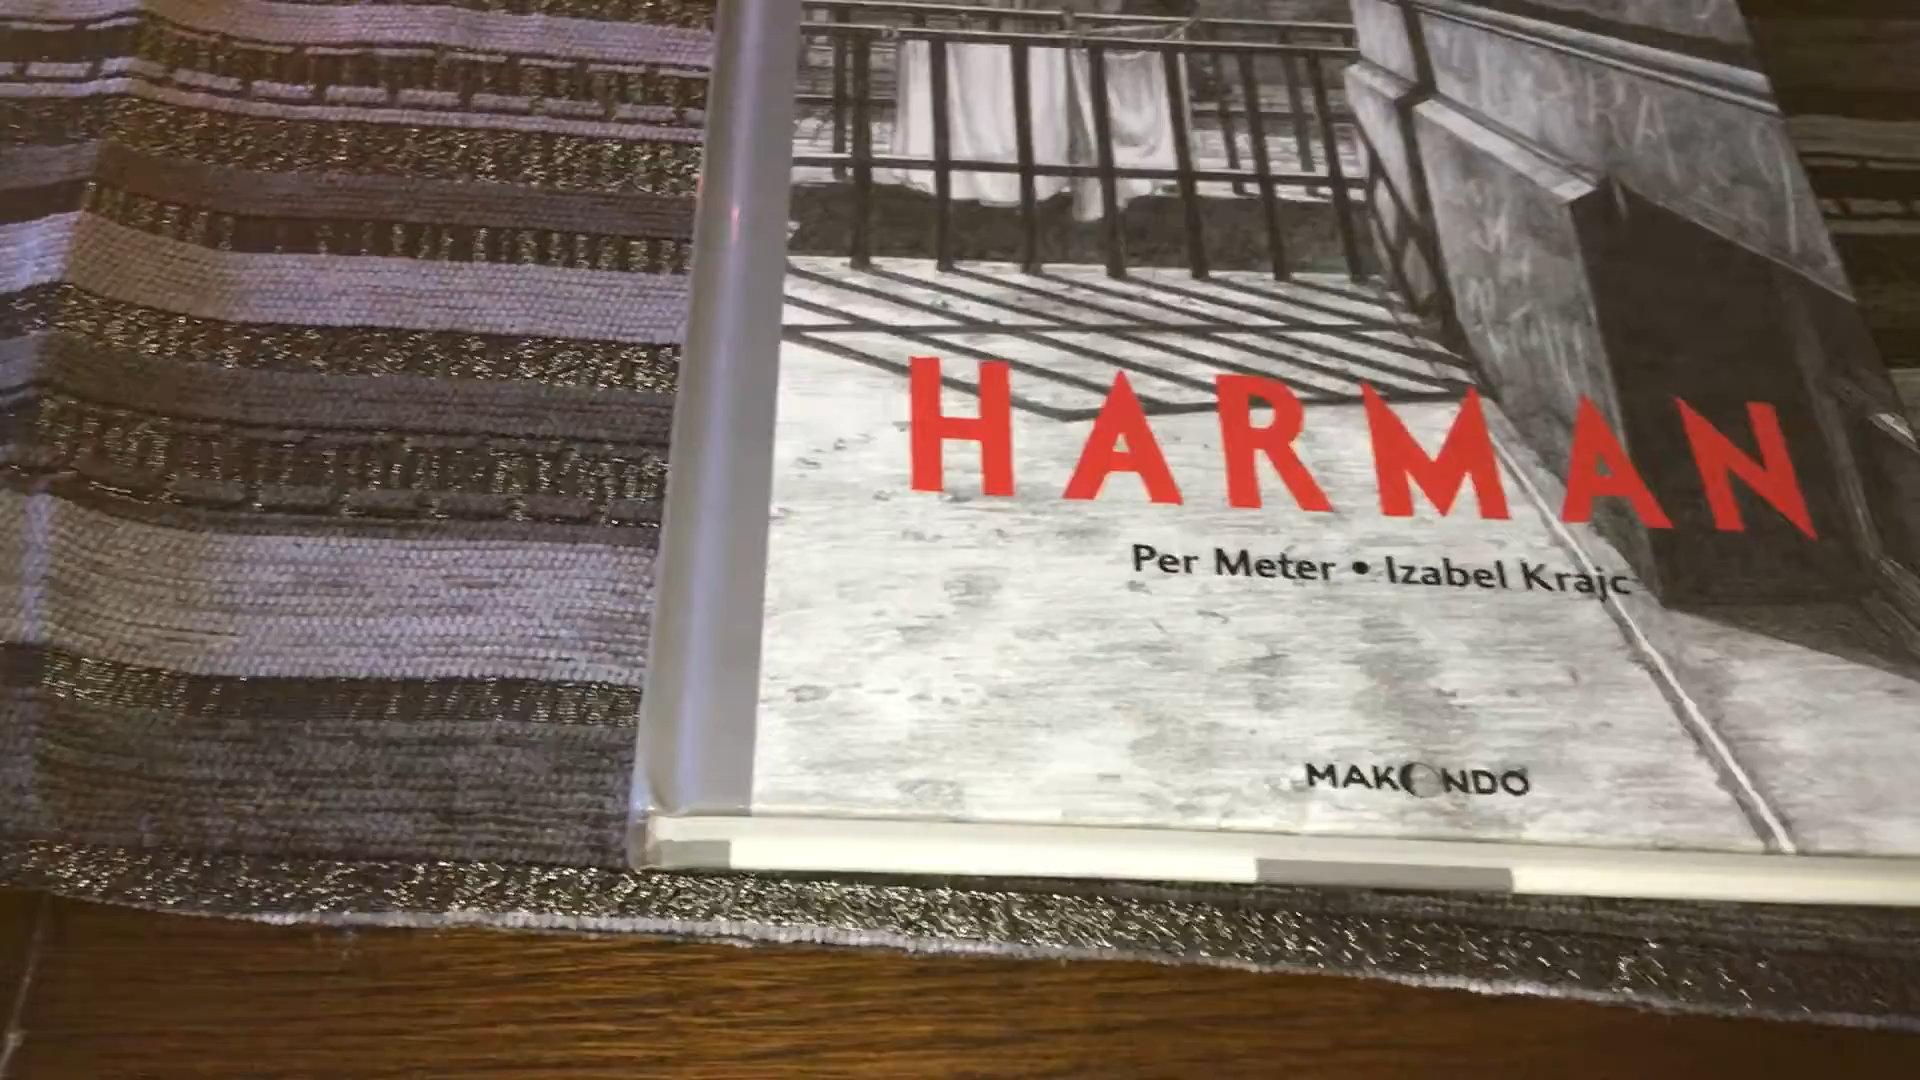 HARMAN
Per Meter • Izabel Krajc
MAKONDO